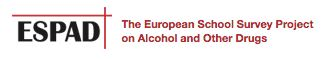 ESPAD
The European School Survey Project
on Alcohol and Other Drugs